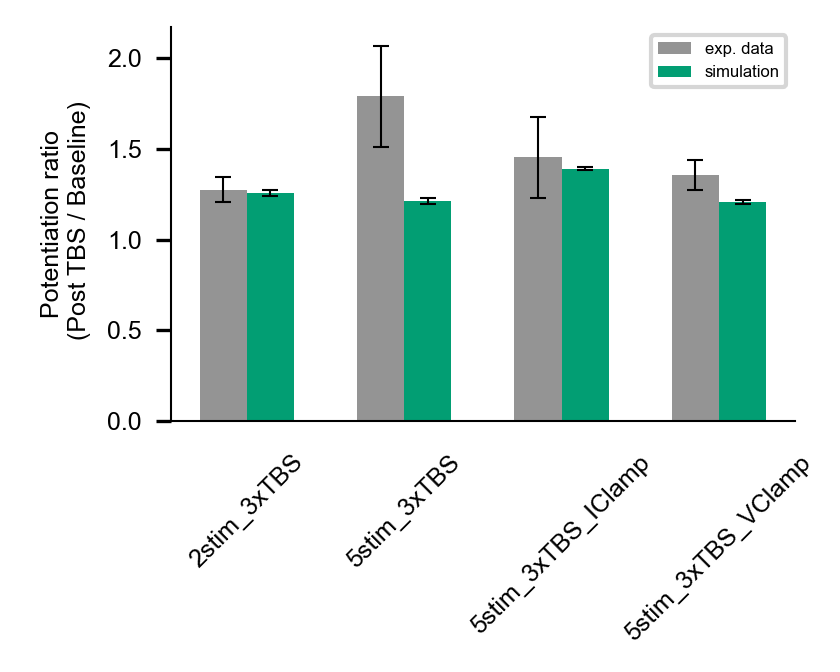 Potentiation ratio
(Post TBS / Baseline)
2.0
1.5
1.0
0.5
0.0
exp. data
simulation
2stim_3xTBS
5stim_3xTBS
5stim_3xTBS_IClamp
5stim_3xTBS_VClamp